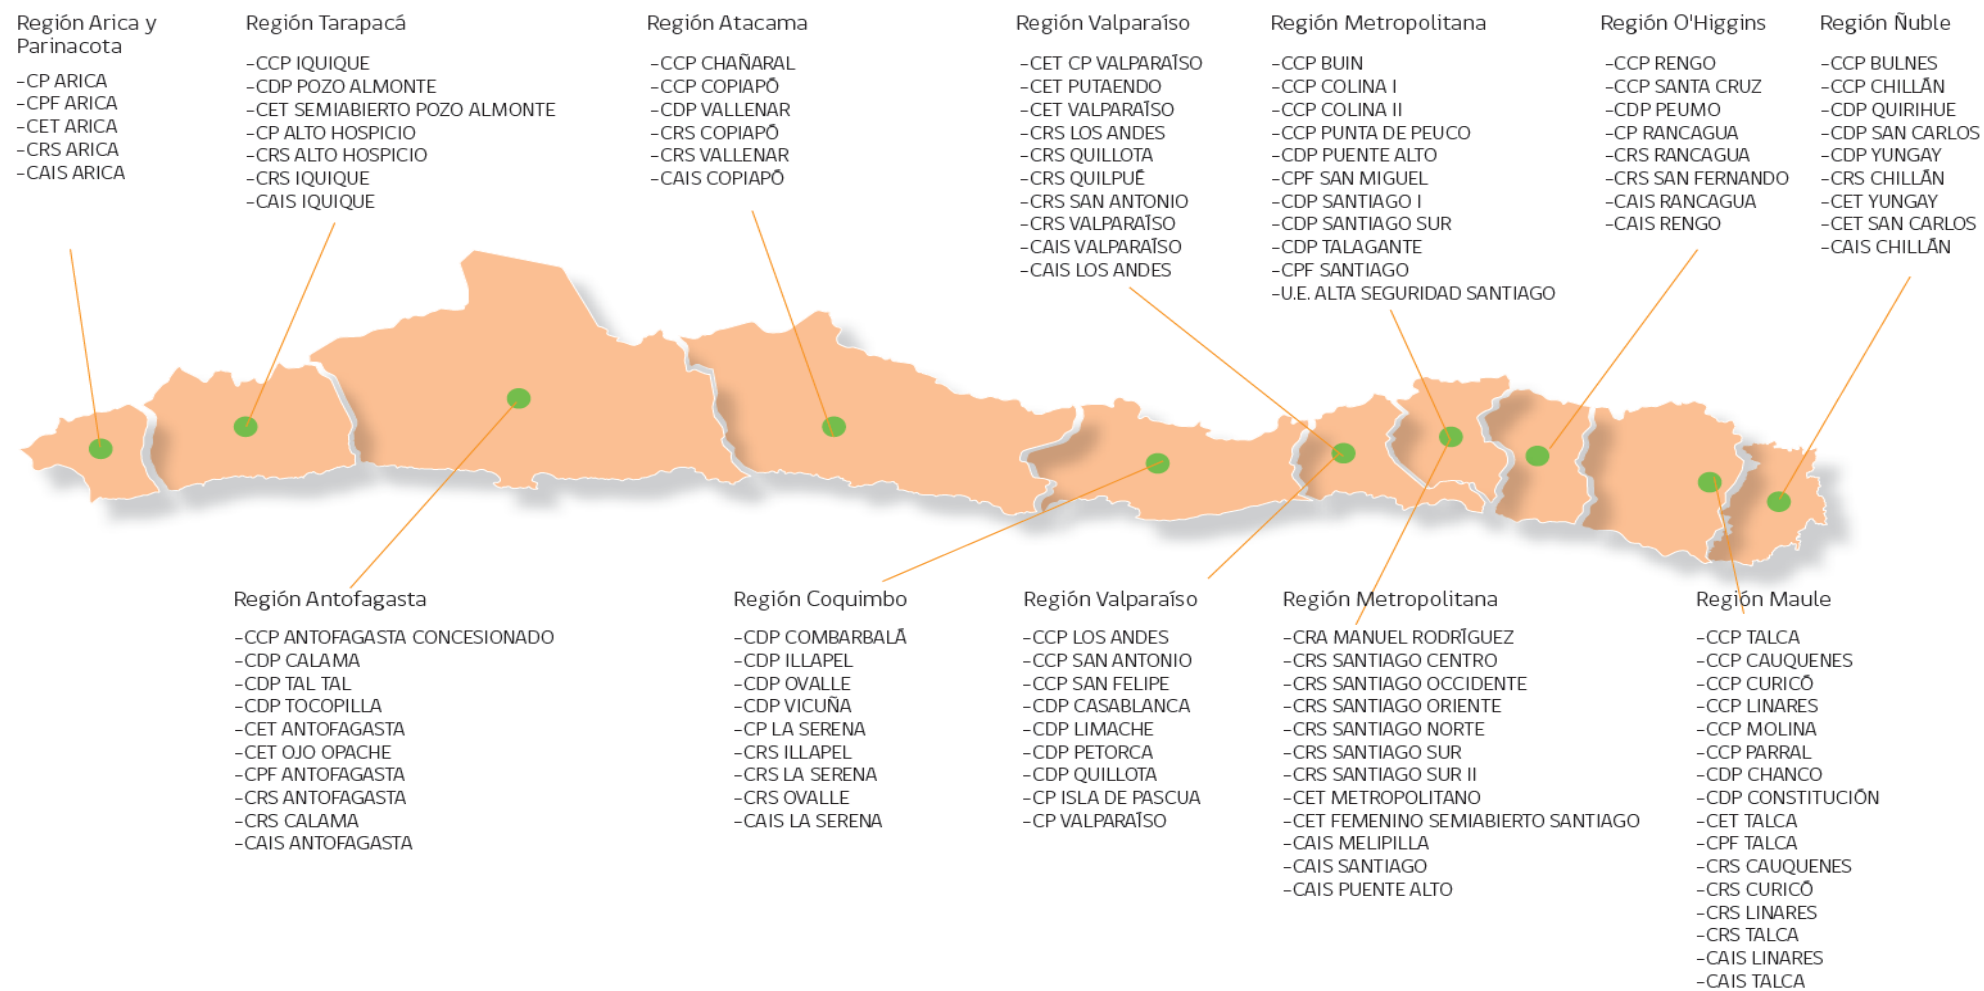 Región Arica y
Parinacota
-CP ARICA
-CPF ARICA
-CET ARICA
-CRS ARICA
-CAIS ARICA
Región Tarapacá
-CCP IQUIQUE
-CDP POZO ALMONTE
-CET SEMIABIERTO POZO ALMONTE
-CP ALTO HOSPICIO
-CRS ALTO HOSPICIO
-CRS IQUIQUE
-CAIS IQUIQUE
Región Atacama
-CCP CHAÑARAL
-CCP COPIAPÓ
-CDP VALLENAR
-CRS COPIAPÓ
-CRS VALLENAR
-CAIS COPIAPÓ
Región Valparaíso
-CET CP VALPARAÍSO
-CET PUTAENDO
-CET VALPARAÍSO
-CRS LOS ANDES
-CRS QUILLOTA
-CRS QUILPUÉ
-CRS SAN ANTONIO
-CRS VALPARAÍSO
-CAIS VALPARAÍSO
-CAIS LOS ANDES
Región Metropolitana
-CCP BUIN
-CCP COLINA I
-CCP COLINA II
-CCP PUNTA DE PEUCO
-CDP PUENTE ALTO
-CPF SAN MIGUEL
-CDP SANTIAGO I
-CDP SANTIAGO SUR
-CDP TALAGANTE
-CPF SANTIAGO
-U.E. ALTA SEGURIDAD SANTIAGO
Región O'Higgins
-CCP RENGO
-CCP SANTA CRUZ
-CDP PEUMO
-CP RANCAGUA
-CRS RANCAGUA
-CRS SAN FERNANDO
-CAIS RANCAGUA
-CAIS RENGO
Región Ñuble
-CCP BULNES
-CCP CHILLÁN
-CDP QUIRIHUE
-CDP SAN CARLOS
-CDP YUNGAY
-CRS CHILLÁN
-CET YUNGAY
-CET SAN CARLOS
-CAIS CHILLÁN
Región Antofagasta
-CCP ANTOFAGASTA CONCESIONADO
-CDP CALAMA
-CDP TAL TAL
-CDP TOCOPILLA
-CET ANTOFAGASTA
-CET OJO OPACHE
-CPF ANTOFAGASTA
-CRS ANTOFAGASTA
-CRS CALAMA
-CAIS ANTOFAGASTA
Región Coquimbo
-CDP COMBARBALÁ
-CDP ILLAPEL
-CDP OVALLE
-CDP VICUÑA
-CP LA SERENA
-CRS ILLAPEL
-CRS LA SERENA
-CRS OVALLE
-CAIS LA SERENA
Región Valparaíso
-CCP LOS ANDES
-CCP SAN ANTONIO
-CCP SAN FELIPE
-CDP CASABLANCA
-CDP LIMACHE
-CDP PETORCA
-CDP QUILLOTA
-CP ISLA DE PASCUA
-CP VALPARAÍSO
Región Metropolitana
-CRA MANUEL RODRÍGUEZ
-CRS SANTIAGO CENTRO
-CRS SANTIAGO OCCIDENTE
-CRS SANTIAGO ORIENTE
-CRS SANTIAGO NORTE
-CRS SANTIAGO SUR
-CRS SANTIAGO SUR II
-CET METROPOLITANO
-CET FEMENINO SEMIABIERTO SANTIAGO
-CAIS MELIPILLA
-CAIS SANTIAGO
-CAIS PUENTE ALTO
Región Maule
-CCP TALCA
-CCP CAUQUENES
-CCP CURICÓ
-CCP LINARES
-CCP MOLINA
-CCP PARRAL
-CDP CHANCO
-CDP CONSTITUCIÓN
-CET TALCA
-CPF TALCA
-CRS CAUQUENES
-CRS CURICÓ
-CRS LINARES
-CRS TALCA
-CAIS LINARES
-CAIS TALCA